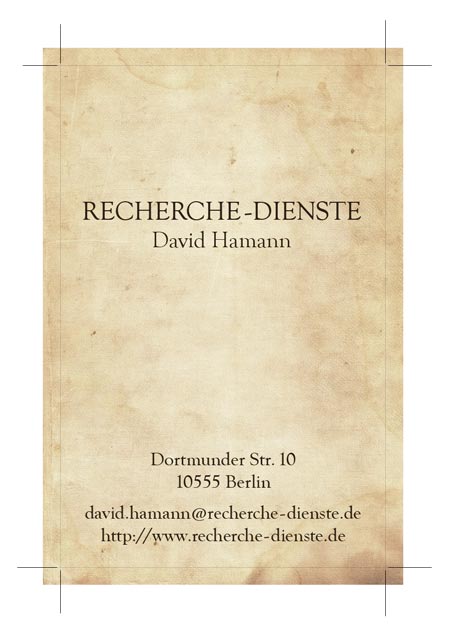 RECHERCHE-DIENSTE
David Hamann
Dortmunder Str. 10
10555 Berlin
david.hamann@recherche-dienste.de
http://www.recherche-dienste.de